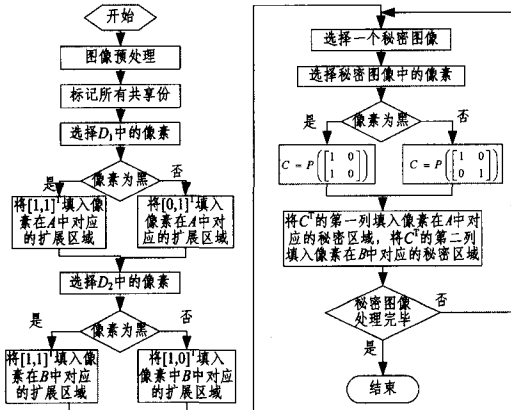 开始
图像预处理
标记所有共享份
选择D₁中的像素
像素为黑
是
否
将[1,1]ᵀ填入像
素在A中对应
的扩展区域
将[0,1]ᵀ填入
像素在A中对
应的扩展区域
选择D₂中的像素
像素为黑
是
否
将[1,1]ᵀ填入像
素在B中对应
的扩展区域
将[1,0]ᵀ填入
像素中B中对应
的扩展区域
选择一个秘密图像
选择秘密图像中的像素
像素为黑
是
否
C = P([1 0
1 0])
C = P([1 0
0 1])
将Cᵀ的第一列填入像素在A中对
应的秘密区域，将Cᵀ的第二列
填入像素在B中对应的秘密区域
秘密图像
处理完毕
否
是
结束